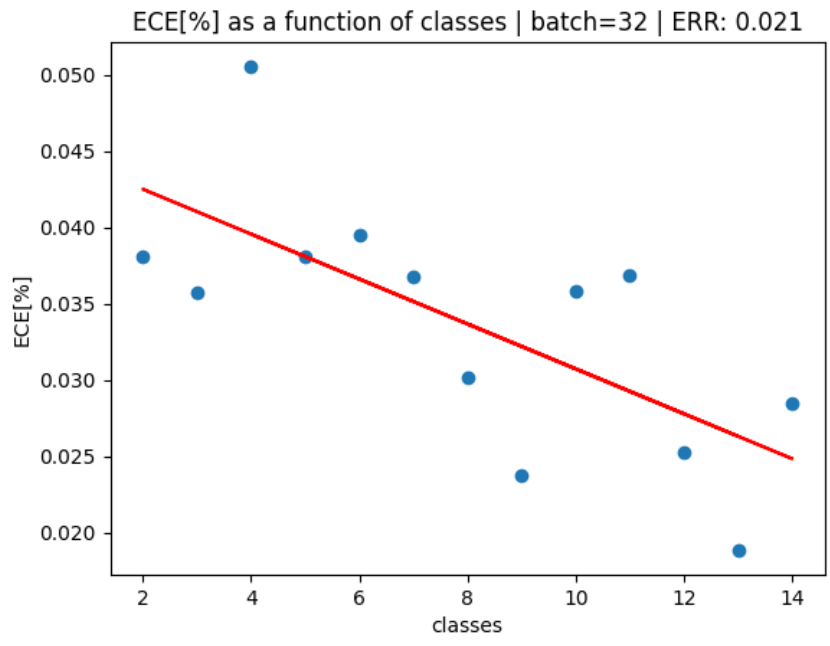 ECE[%] as a function of classes | batch=32 | ERR: 0.021
0.050
0.045
0.040
0.035
0.030
0.025
0.020
ECE[%]
2 4 6 8 10 12 14
classes